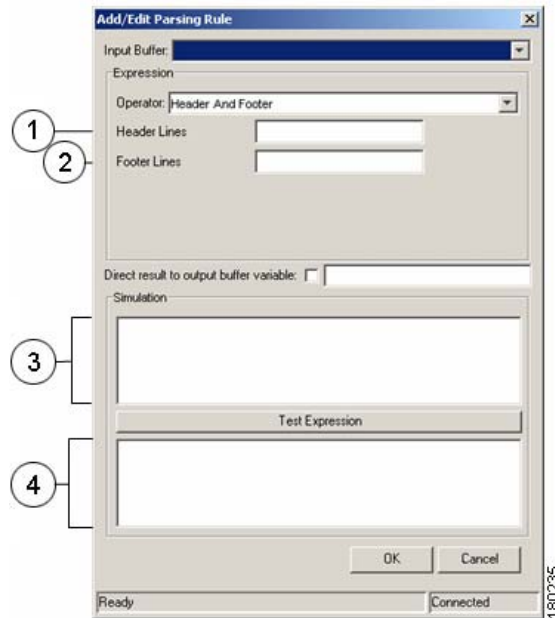 Add/Edit Parsing Rule
Input Buffer:
Expression
Operator: Header And Footer
1 Header Lines
2 Footer Lines
Direct result to output buffer variable:
Simulation
3
Test Expression
4
OK Cancel
Ready Connected
180235